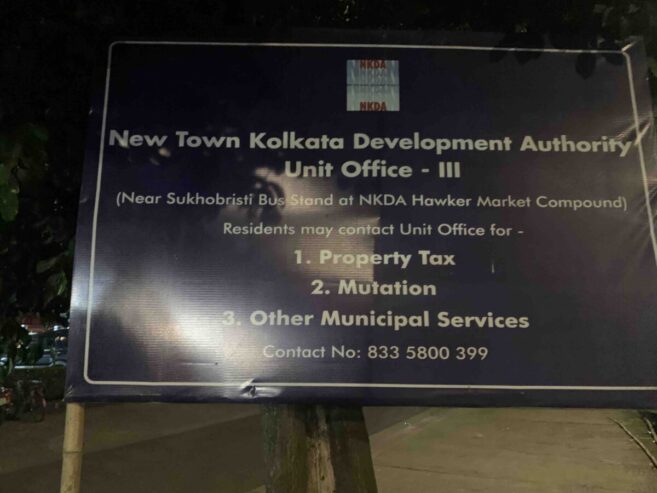 NKDA
NKDA
New Town Kolkata Development Authority
Unit Office - III
(Near Sukhobristi Bus Stand at NKDA Hawker Market Compound)
Residents may contact Unit Office for -
1. Property Tax
2. Mutation
3. Other Municipal Services
Contact No: 833 5800 399